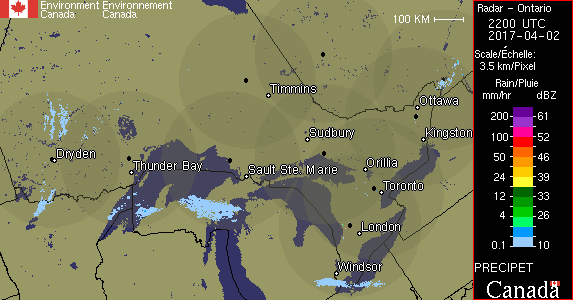 Environment Environnement
Canada Canada
100 KM
Timmins
Ottawa
Sudbury
Kingston
Dryden
Thunder Bay
Sault Ste. Marie
Orillia
Toronto
London
Windsor
Radar - Ontario
2200 UTC
2017-04-02
Scale/Échelle:
3.5 km/Pixel
Rain/Pluie
mm/hr dBZ
200 61
100 52
50 46
24 39
12 33
4 26
0.1 10
PRECIPET
Canada